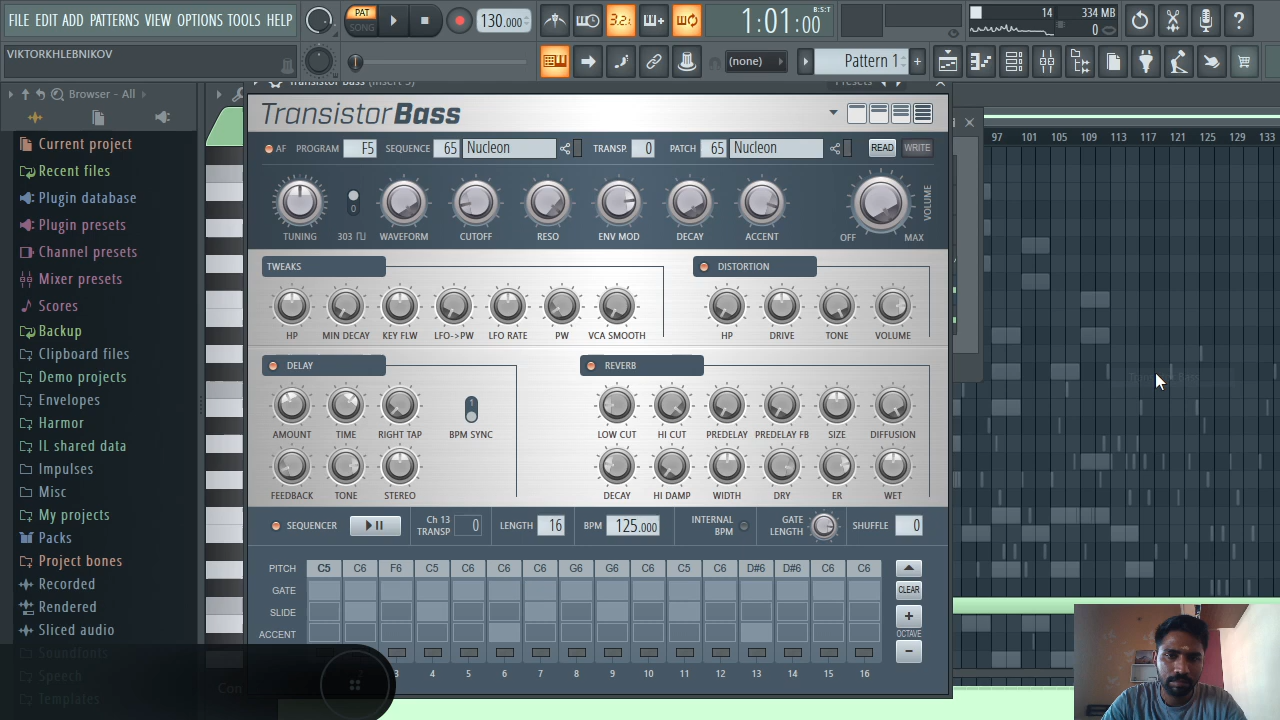 FILE EDIT ADD PATTERNS VIEW OPTIONS TOOLS HELP
PAT
SONG
130.000
3.2.
1:01:00
B:S:T
14
334 MB
0
VIKTORKHLEBNIKOV
(none)
Pattern 1
Browser - All
Presets
Current project
Recent files
Plugin database
Plugin presets
Channel presets
Mixer presets
Scores
Backup
Clipboard files
Demo projects
Envelopes
Harmor
IL shared data
Impulses
Misc
My projects
Packs
Project bones
Recorded
Rendered
Sliced audio
Soundfonts
Speech
Templates
TransistorBass
AF PROGRAM F5 SEQUENCE 65 Nucleon TRANSP. 0 PATCH 65 Nucleon READ WRITE
0
TUNING 303 WAVEFORM CUTOFF RESO ENV MOD DECAY ACCENT OFF MAX VOLUME
TWEAKS DISTORTION
HP MIN DECAY KEY FLW LFO->PW LFO RATE PW VCA SMOOTH HP DRIVE TONE VOLUME
DELAY REVERB
1
AMOUNT TIME RIGHT TAP BPM SYNC LOW CUT HI CUT PREDELAY PREDELAY FB SIZE DIFFUSION
FEEDBACK TONE STEREO DECAY HI DAMP WIDTH DRY ER WET
SEQUENCER Ch 13 TRANSP 0 LENGTH 16 BPM 125.000 INTERNAL BPM GATE LENGTH SHUFFLE 0
PITCH C5 C6 F6 C5 C6 C6 C6 G6 G6 C6 C5 C6 D#6 D#6 C6 C6
GATE CLEAR
SLIDE
ACCENT OCTAVE
3 4 5 6 7 8 9 10 11 12 13 14 15 16
97 101 105 109 113 117 121 125 129 133